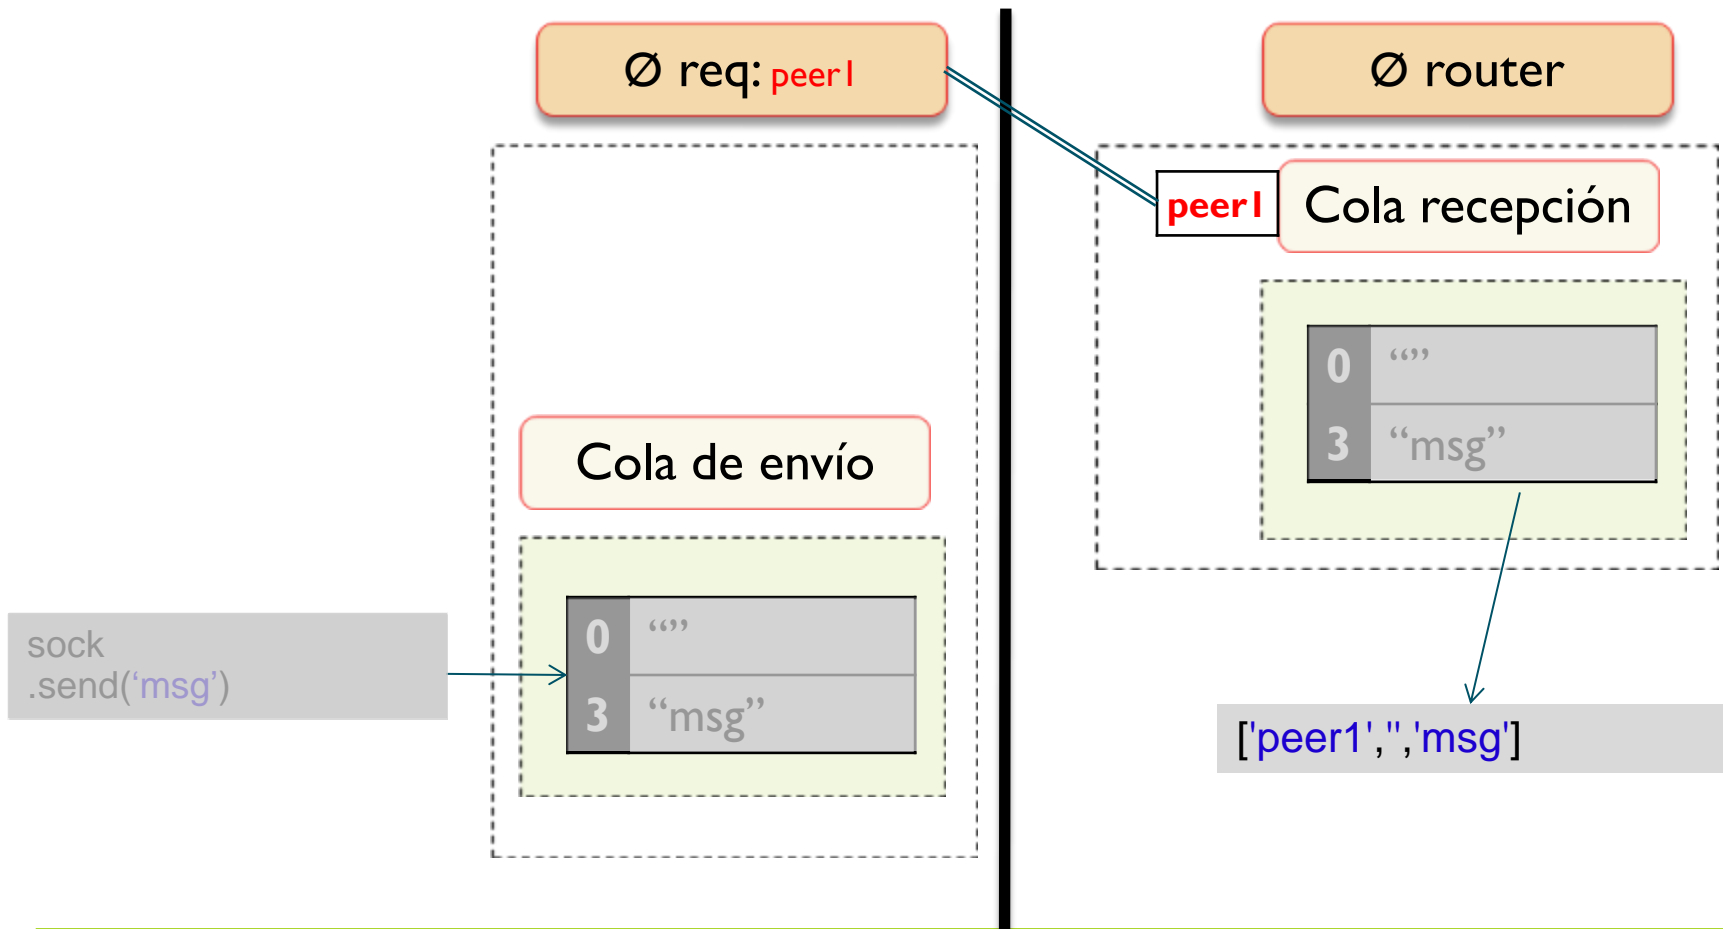 Ø req: peer1
Ø router
peer1
Cola recepción
0 “”
3 “msg”
Cola de envío
sock
.send(‘msg’)
0 “”
3 “msg”
['peer1','','msg']